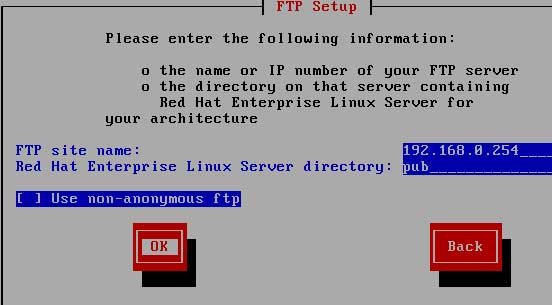 FTP Setup
Please enter the following information:
o the name or IP number of your FTP server
o the directory on that server containing
Red Hat Enterprise Linux Server for
your architecture
FTP site name: 192.168.0.254____
Red Hat Enterprise Linux Server directory: pub______________
[ ] Use non-anonymous ftp
OK Back